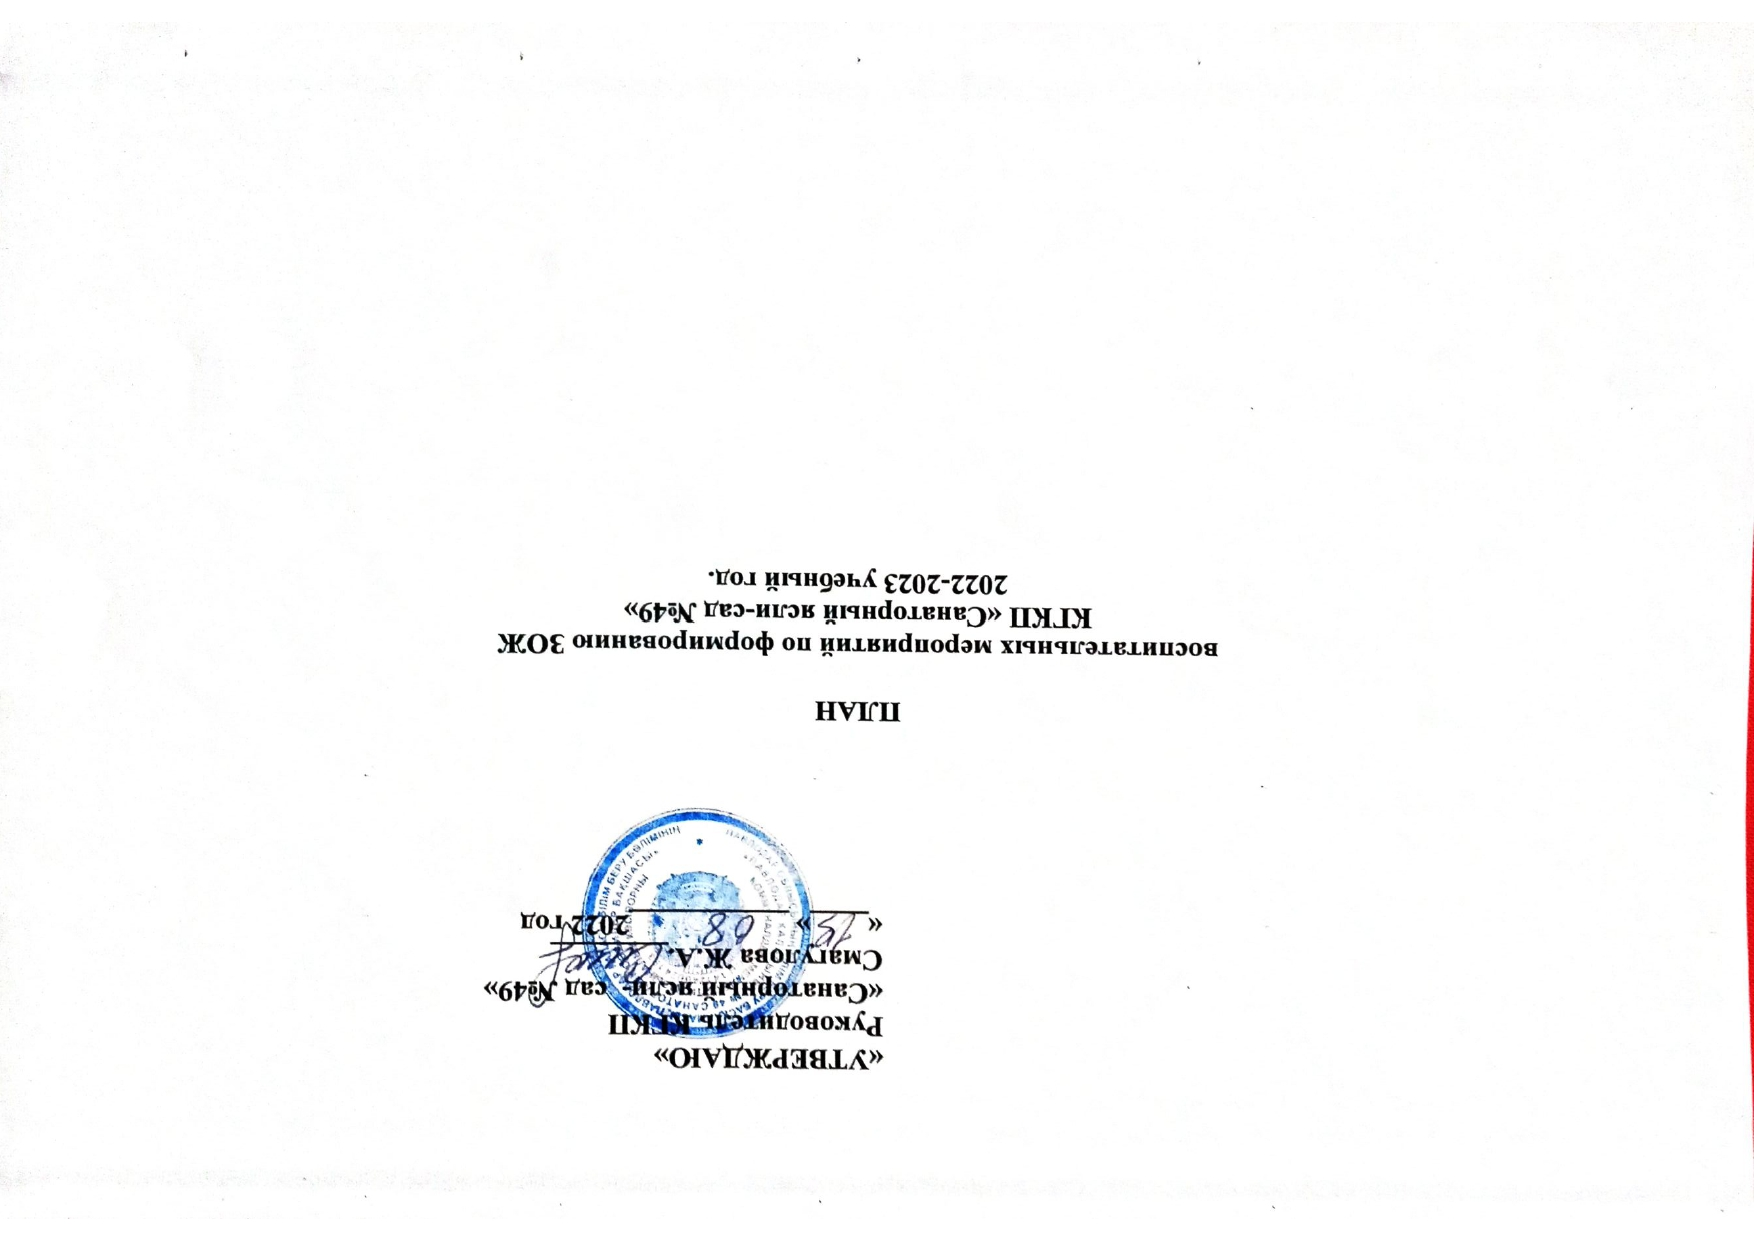 «УТВЕРЖДАЮ»
Руководитель КГКП
«Санаторный ясли- сад №49»
Смагулова Ж.А.
« » 08 2022 год
ПЛАН
воспитательных мероприятий по формированию ЗОЖ
КГКП «Санаторный ясли-сад №49»
2022-2023 учебный год.